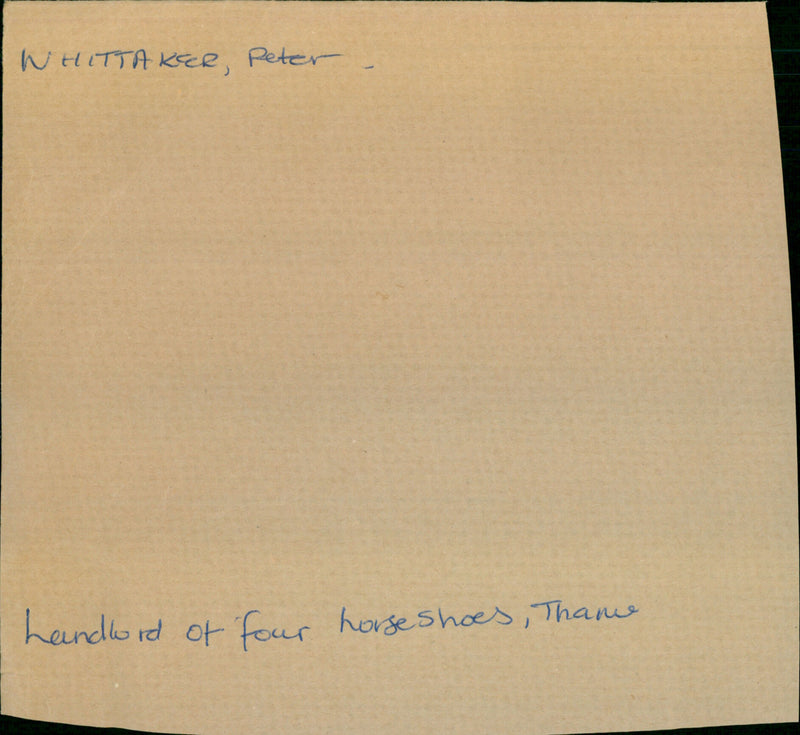 WHITTAKER, Peter -
Landlord of four horseshoes, Thame